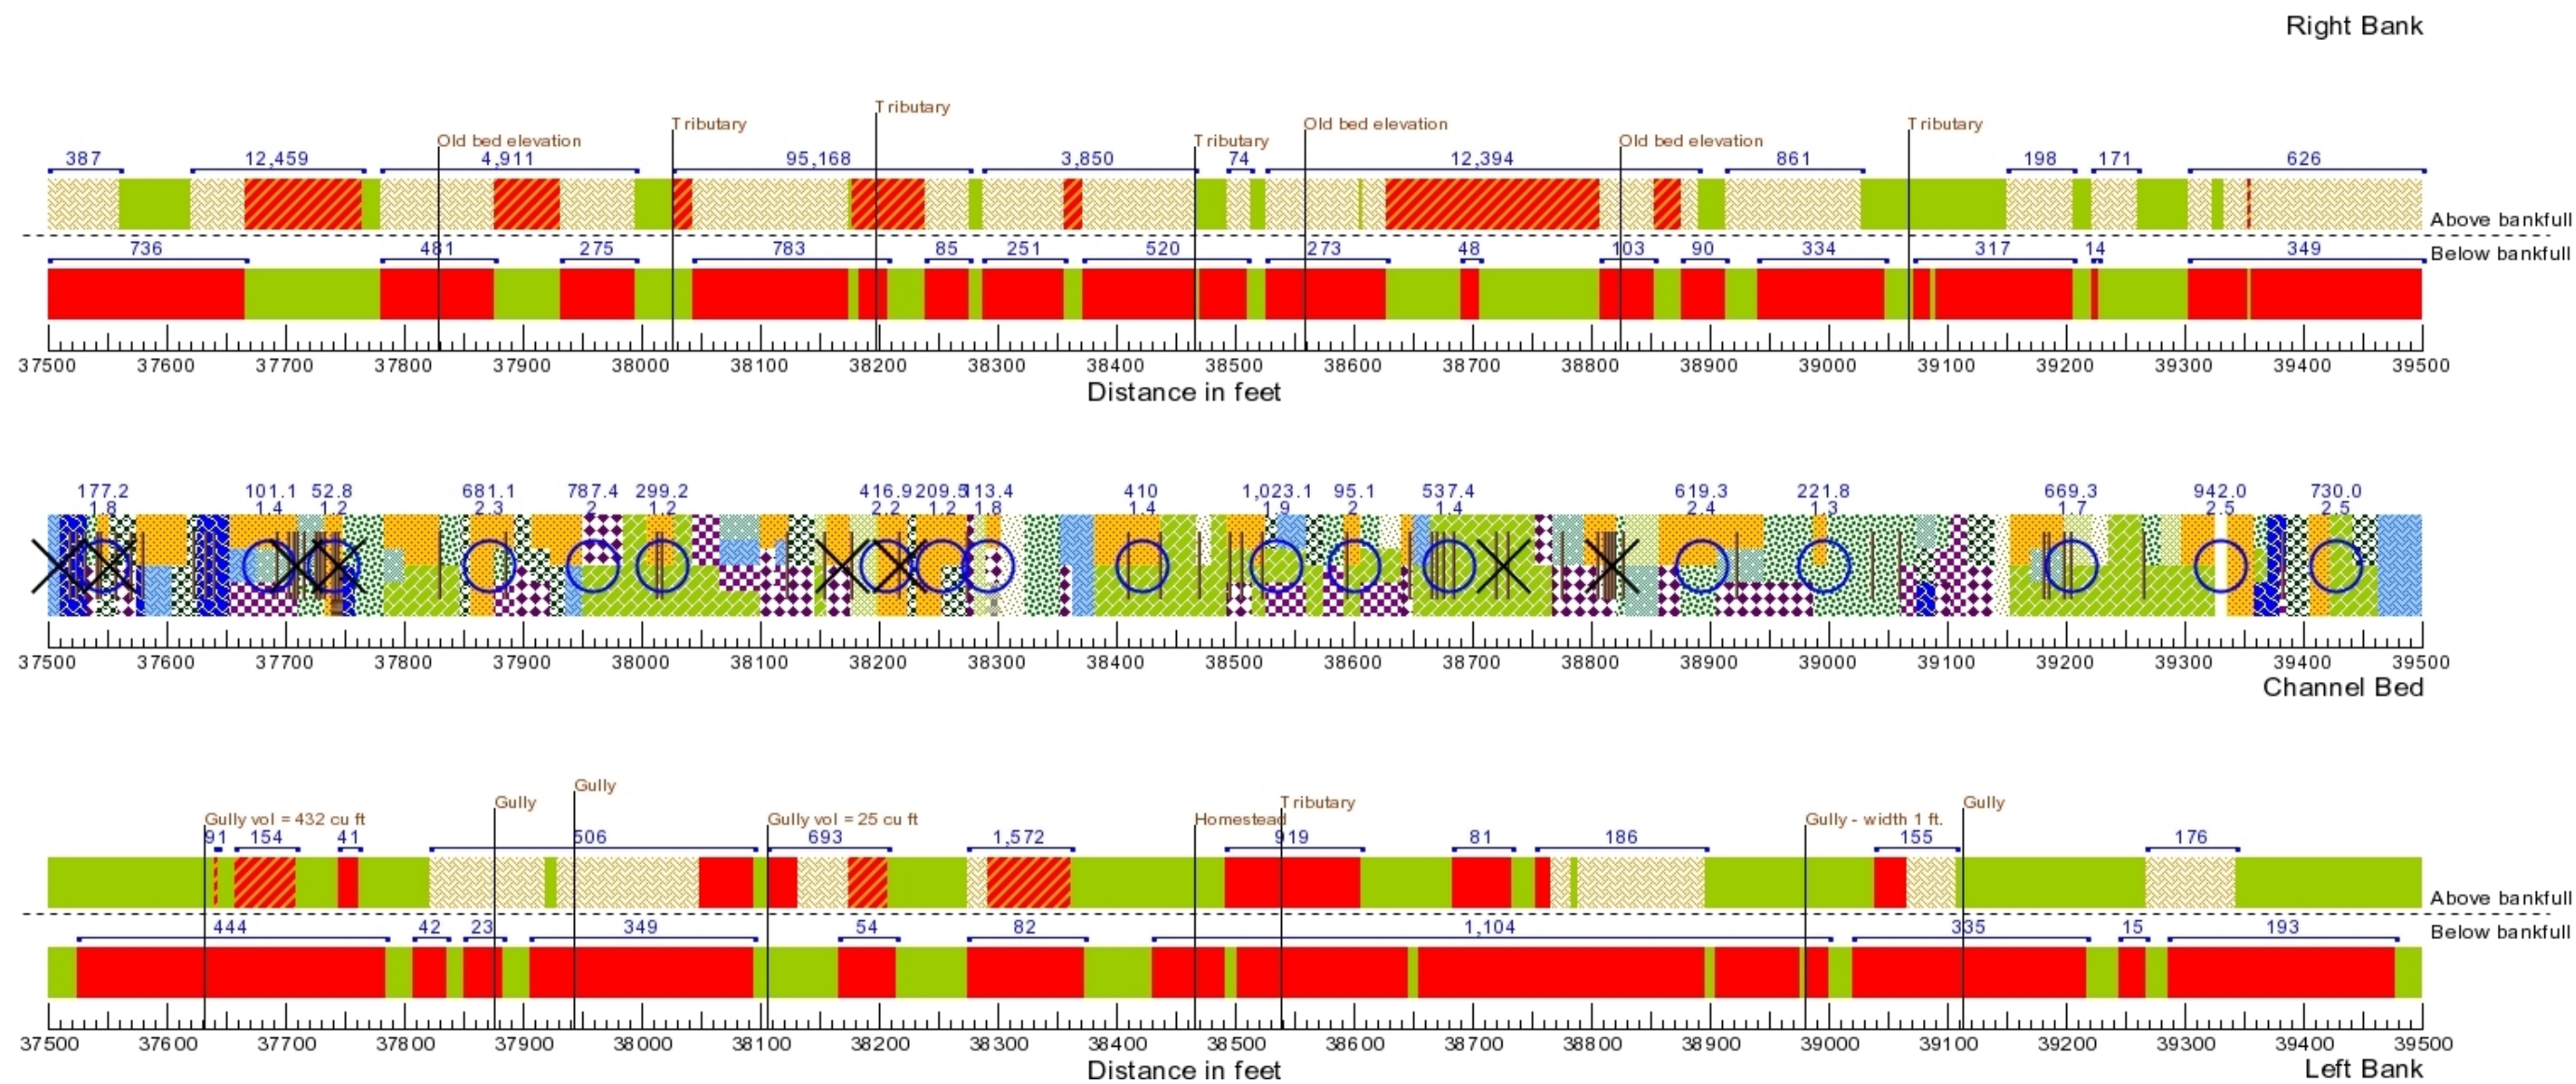 Right Bank
Tributary
Tributary Old bed elevation Tributary
Old bed elevation Tributary Old bed elevation
387 12,459 4,911 95,168 3,850 74 12,394 861 198 171 626
Above bankfull
736 481 275 783 85 251 520 273 48 103 90 334 317 14 349
Below bankfull
37500 37600 37700 37800 37900 38000 38100 38200 38300 38400 38500 38600 38700 38800 38900 39000 39100 39200 39300 39400 39500
Distance in feet
177.2 101.1 52.8 681.1 787.4 299.2 416.9 209.5 113.4 410 1,023.1 95.1 537.4 619.3 221.8 669.3 942.0 730.0
1.8 1.4 1.2 2.3 2 1.2 2.2 1.2 1.8 1.4 1.9 2 1.4 2.4 1.3 1.7 2.5 2.5
37500 37600 37700 37800 37900 38000 38100 38200 38300 38400 38500 38600 38700 38800 38900 39000 39100 39200 39300 39400 39500
Channel Bed
Gully
Gully Tributary Gully
Gully vol = 432 cu ft Gully vol = 25 cu ft Homestead Gully - width 1 ft.
91 154 41 506 693 1,572 919 81 186 155 176
Above bankfull
444 42 23 349 54 82 1,104 335 15 193
Below bankfull
37500 37600 37700 37800 37900 38000 38100 38200 38300 38400 38500 38600 38700 38800 38900 39000 39100 39200 39300 39400 39500
Distance in feet
Left Bank